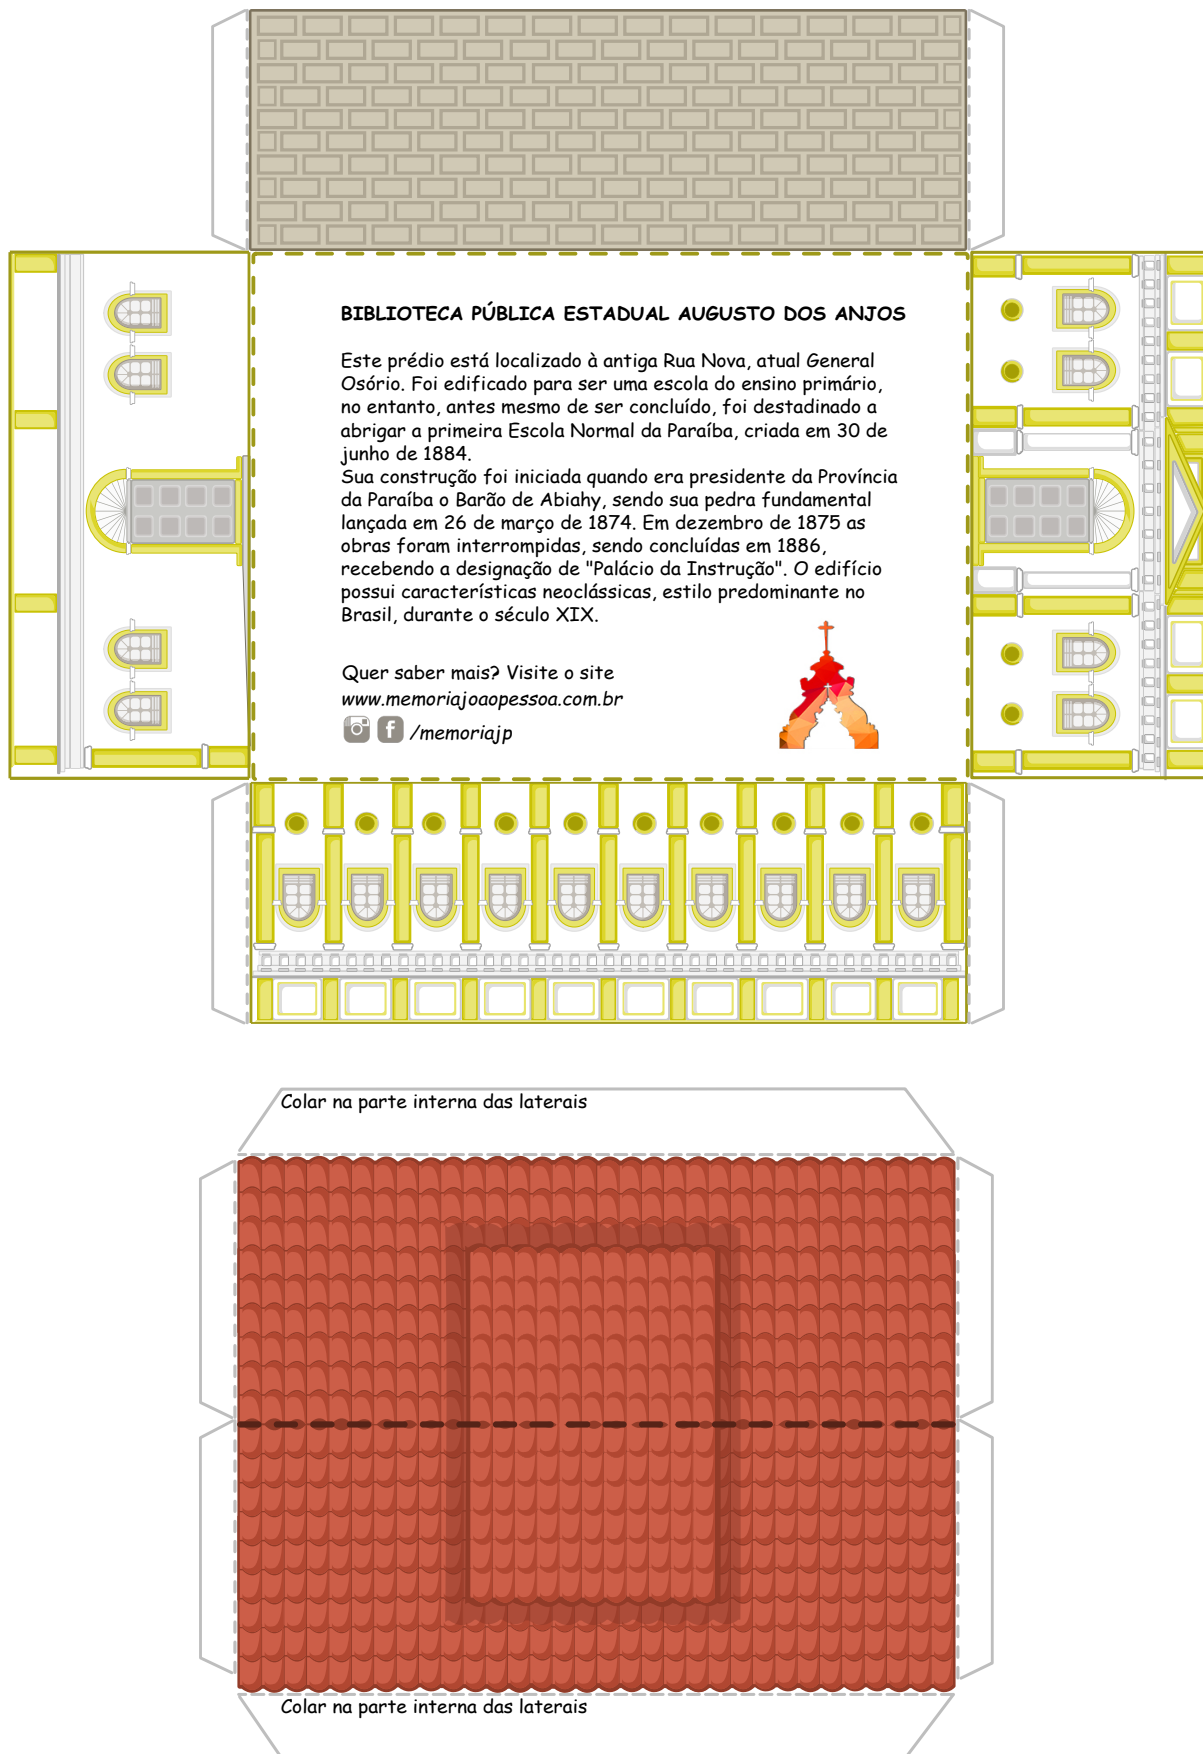 BIBLIOTECA PÚBLICA ESTADUAL AUGUSTO DOS ANJOS
Este prédio está localizado à antiga Rua Nova, atual General
Osório. Foi edificado para ser uma escola do ensino primário,
no entanto, antes mesmo de ser concluído, foi destadinado a
abrigar a primeira Escola Normal da Paraíba, criada em 30 de
junho de 1884.
Sua construção foi iniciada quando era presidente da Província
da Paraíba o Barão de Abiahy, sendo sua pedra fundamental
lançada em 26 de março de 1874. Em dezembro de 1875 as
obras foram interrompidas, sendo concluídas em 1886,
recebendo a designação de "Palácio da Instrução". O edifício
possui características neoclássicas, estilo predominante no
Brasil, durante o século XIX.
Quer saber mais? Visite o site
www.memoriajoaopessoa.com.br
/memoriajp
Colar na parte interna das laterais
Colar na parte interna das laterais